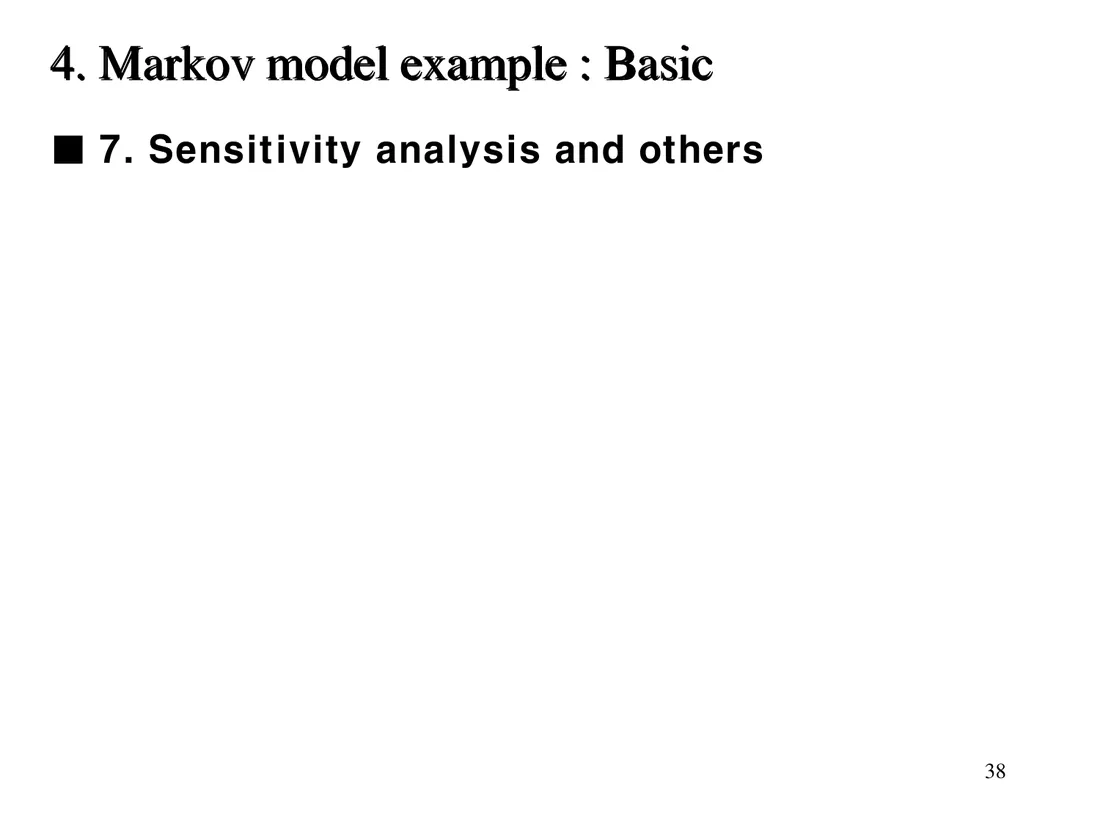 4. Markov model example : Basic
■ 7. Sensitivity analysis and others
38